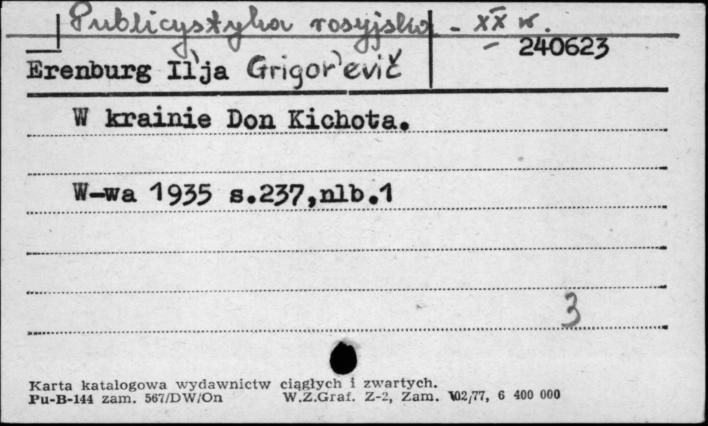 Publicystyka rosyjska - XX w.
240623
Erenburg Il'ja Grigor'evič
W krainie Don Kichota.
W-wa 1935 s.237,nlb.1
3
Karta katalogowa wydawnictw ciągłych i zwartych.
Pu-B-144 zam. 567/DW/On W.Z.Graf. Z-2, Zam. 102/77, 6 400 000